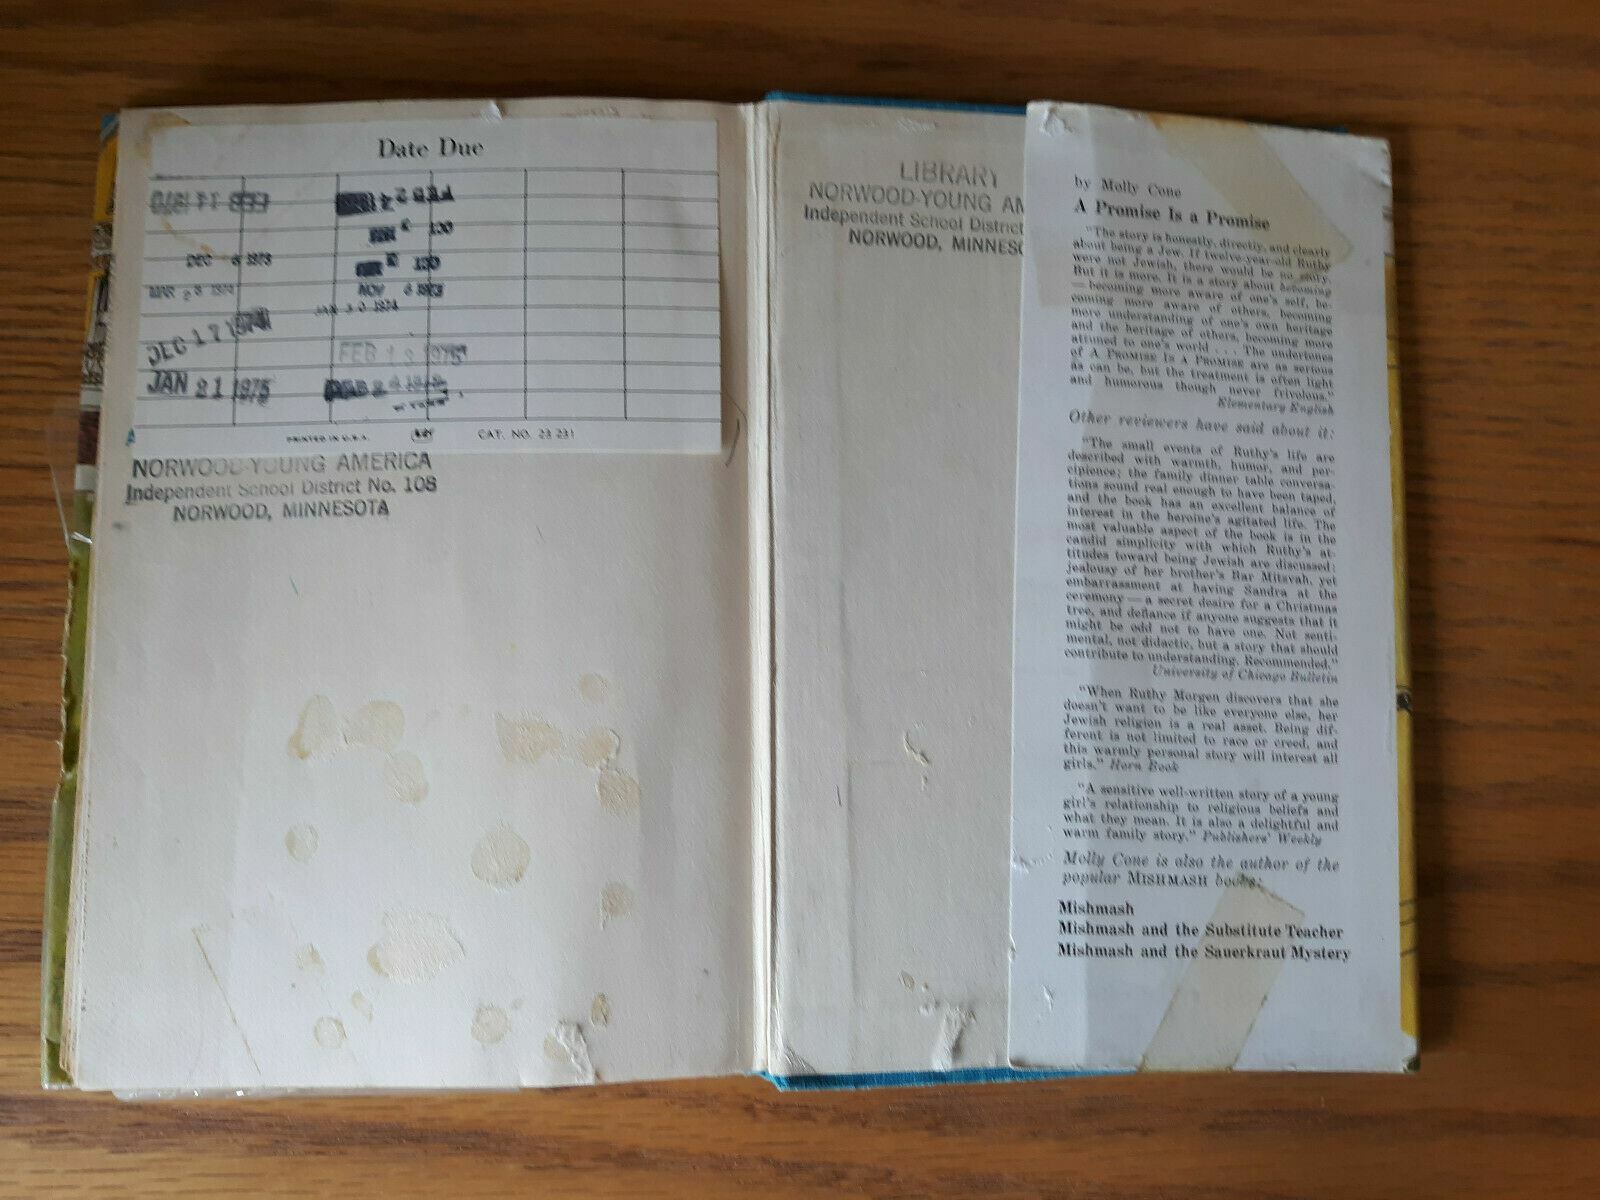 Date Due
DEC 6 1973
MAR 28 1974
DEC 17 1974
JAN 21 1975
OCT
OCT
NOV 6 1973
JAN 30 1974
FEB
PRINTED IN U.S.A.
CAT. NO. 23 231
NORWOOD-YOUNG AMERICA
Independent School District No. 108
NORWOOD, MINNESOTA
LIBRARY
NORWOOD-YOUNG AM
Independent School District
NORWOOD, MINNESO
by Molly Cone
A Promise Is a Promise
"The story is honestly, directly, and clearly
about being a Jew. If twelve-year-old Ruthy
were not Jewish, there would be no story.
But it is more. It is a story about becoming
— becoming more aware of one's self, be-
coming more aware of others, becoming
more understanding of one's own heritage
and the heritage of others, becoming more
attuned to one's world . . . The undertones
of A PROMISE IS A PROMISE are as serious
as can be, but the treatment is often light
and humorous though never frivolous."
Elementary English
Other reviewers have said about it:
"The small events of Ruthy's life are
described with warmth, humor, and per-
cipience; the family dinner table conversa-
tions sound real enough to have been taped,
and the book has an excellent balance of
interest in the heroine's agitated life. The
most valuable aspect of the book is in the
candid simplicity with which Ruthy's at-
titudes toward being Jewish are discussed:
jealousy of her brother's Bar Mitzvah, yet
embarrassment at having Sandra at the
ceremony — a secret desire for a Christmas
tree, and defiance if anyone suggests that it
might be odd not to have one. Not senti-
mental, not didactic, but a story that should
contribute to understanding. Recommended."
University of Chicago Bulletin
"When Ruthy Morgen discovers that she
doesn't want to be like everyone else, her
Jewish religion is a real asset. Being dif-
ferent is not limited to race or creed, and
this warmly personal story will interest all
girls." Horn Book
"A sensitive well-written story of a young
girl's relationship to religious beliefs and
what they mean. It is also a delightful and
warm family story." Publishers' Weekly
Molly Cone is also the author of the
popular MISHMASH books:
Mishmash
Mishmash and the Substitute Teacher
Mishmash and the Sauerkraut Mystery